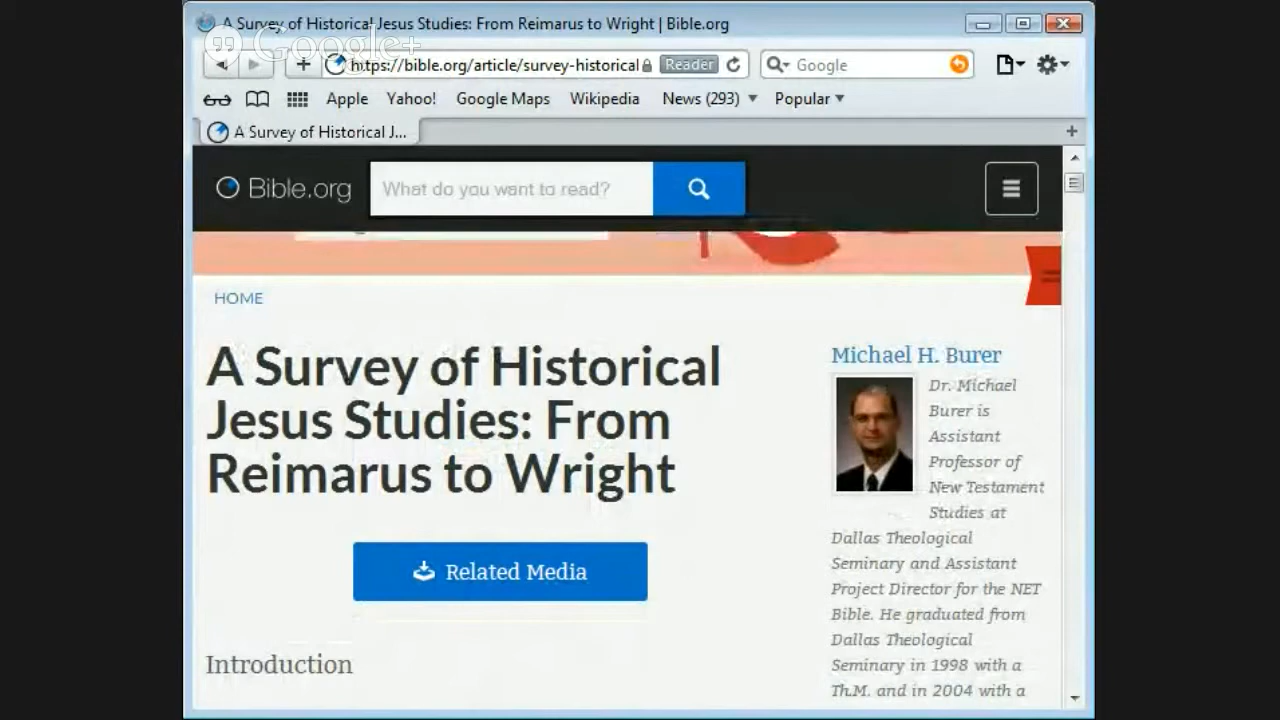 A Survey of Historical Jesus Studies: From Reimarus to Wright | Bible.org
Google+
https://bible.org/article/survey-historical
Reader
Google
Apple
Yahoo!
Google Maps
Wikipedia
News (293)
Popular
A Survey of Historical J...
Bible.org
What do you want to read?
HOME
A Survey of Historical
Jesus Studies: From
Reimarus to Wright
Related Media
Introduction
Michael H. Burer
Dr. Michael
Burer is
Assistant
Professor of
New Testament
Studies at
Dallas Theological
Seminary and Assistant
Project Director for the NET
Bible. He graduated from
Dallas Theological
Seminary in 1998 with a
Th.M. and in 2004 with a